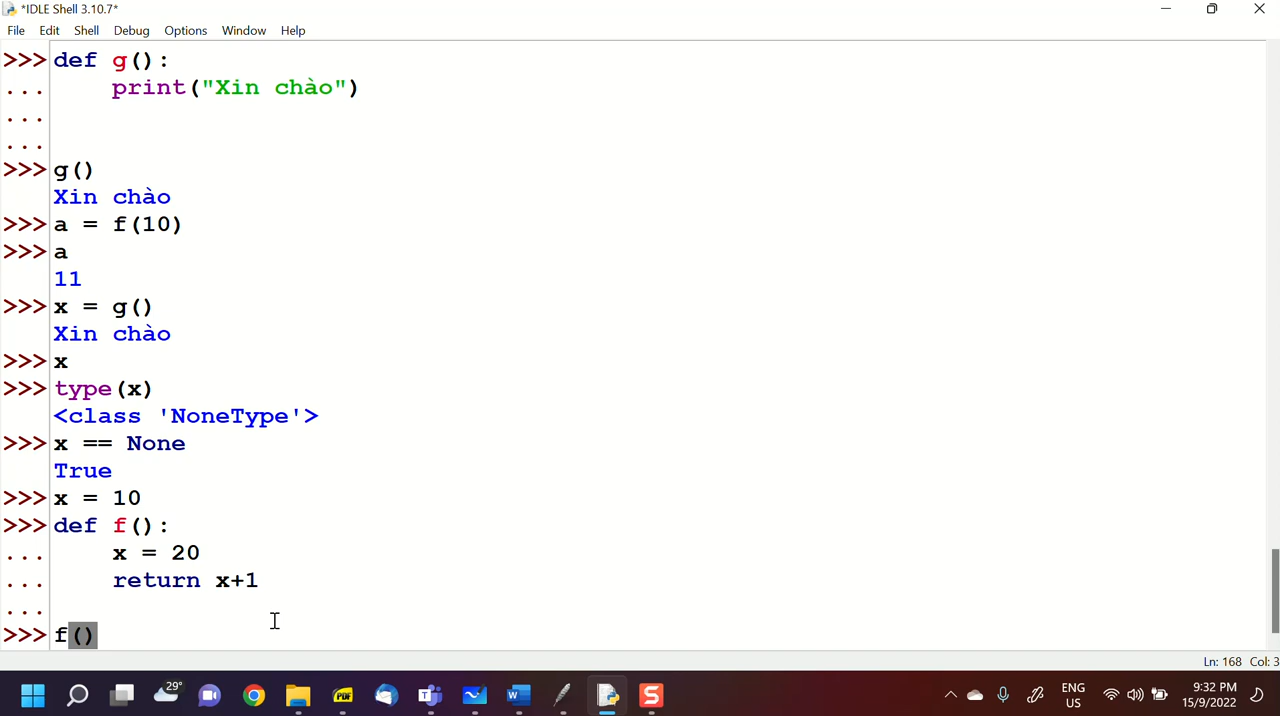 *IDLE Shell 3.10.7*
File Edit Shell Debug Options Window Help
>>> def g():
... print("Xin chào")
...
...
>>> g()
Xin chào
>>> a = f(10)
>>> a
11
>>> x = g()
Xin chào
>>> x
>>> type(x)
<class 'NoneType'>
>>> x == None
True
>>> x = 10
>>> def f():
... x = 20
... return x+1
...
>>> f()
Ln: 168 Col: 3
29°
PDF
T
W
S
ENG
US
9:32 PM
15/9/2022